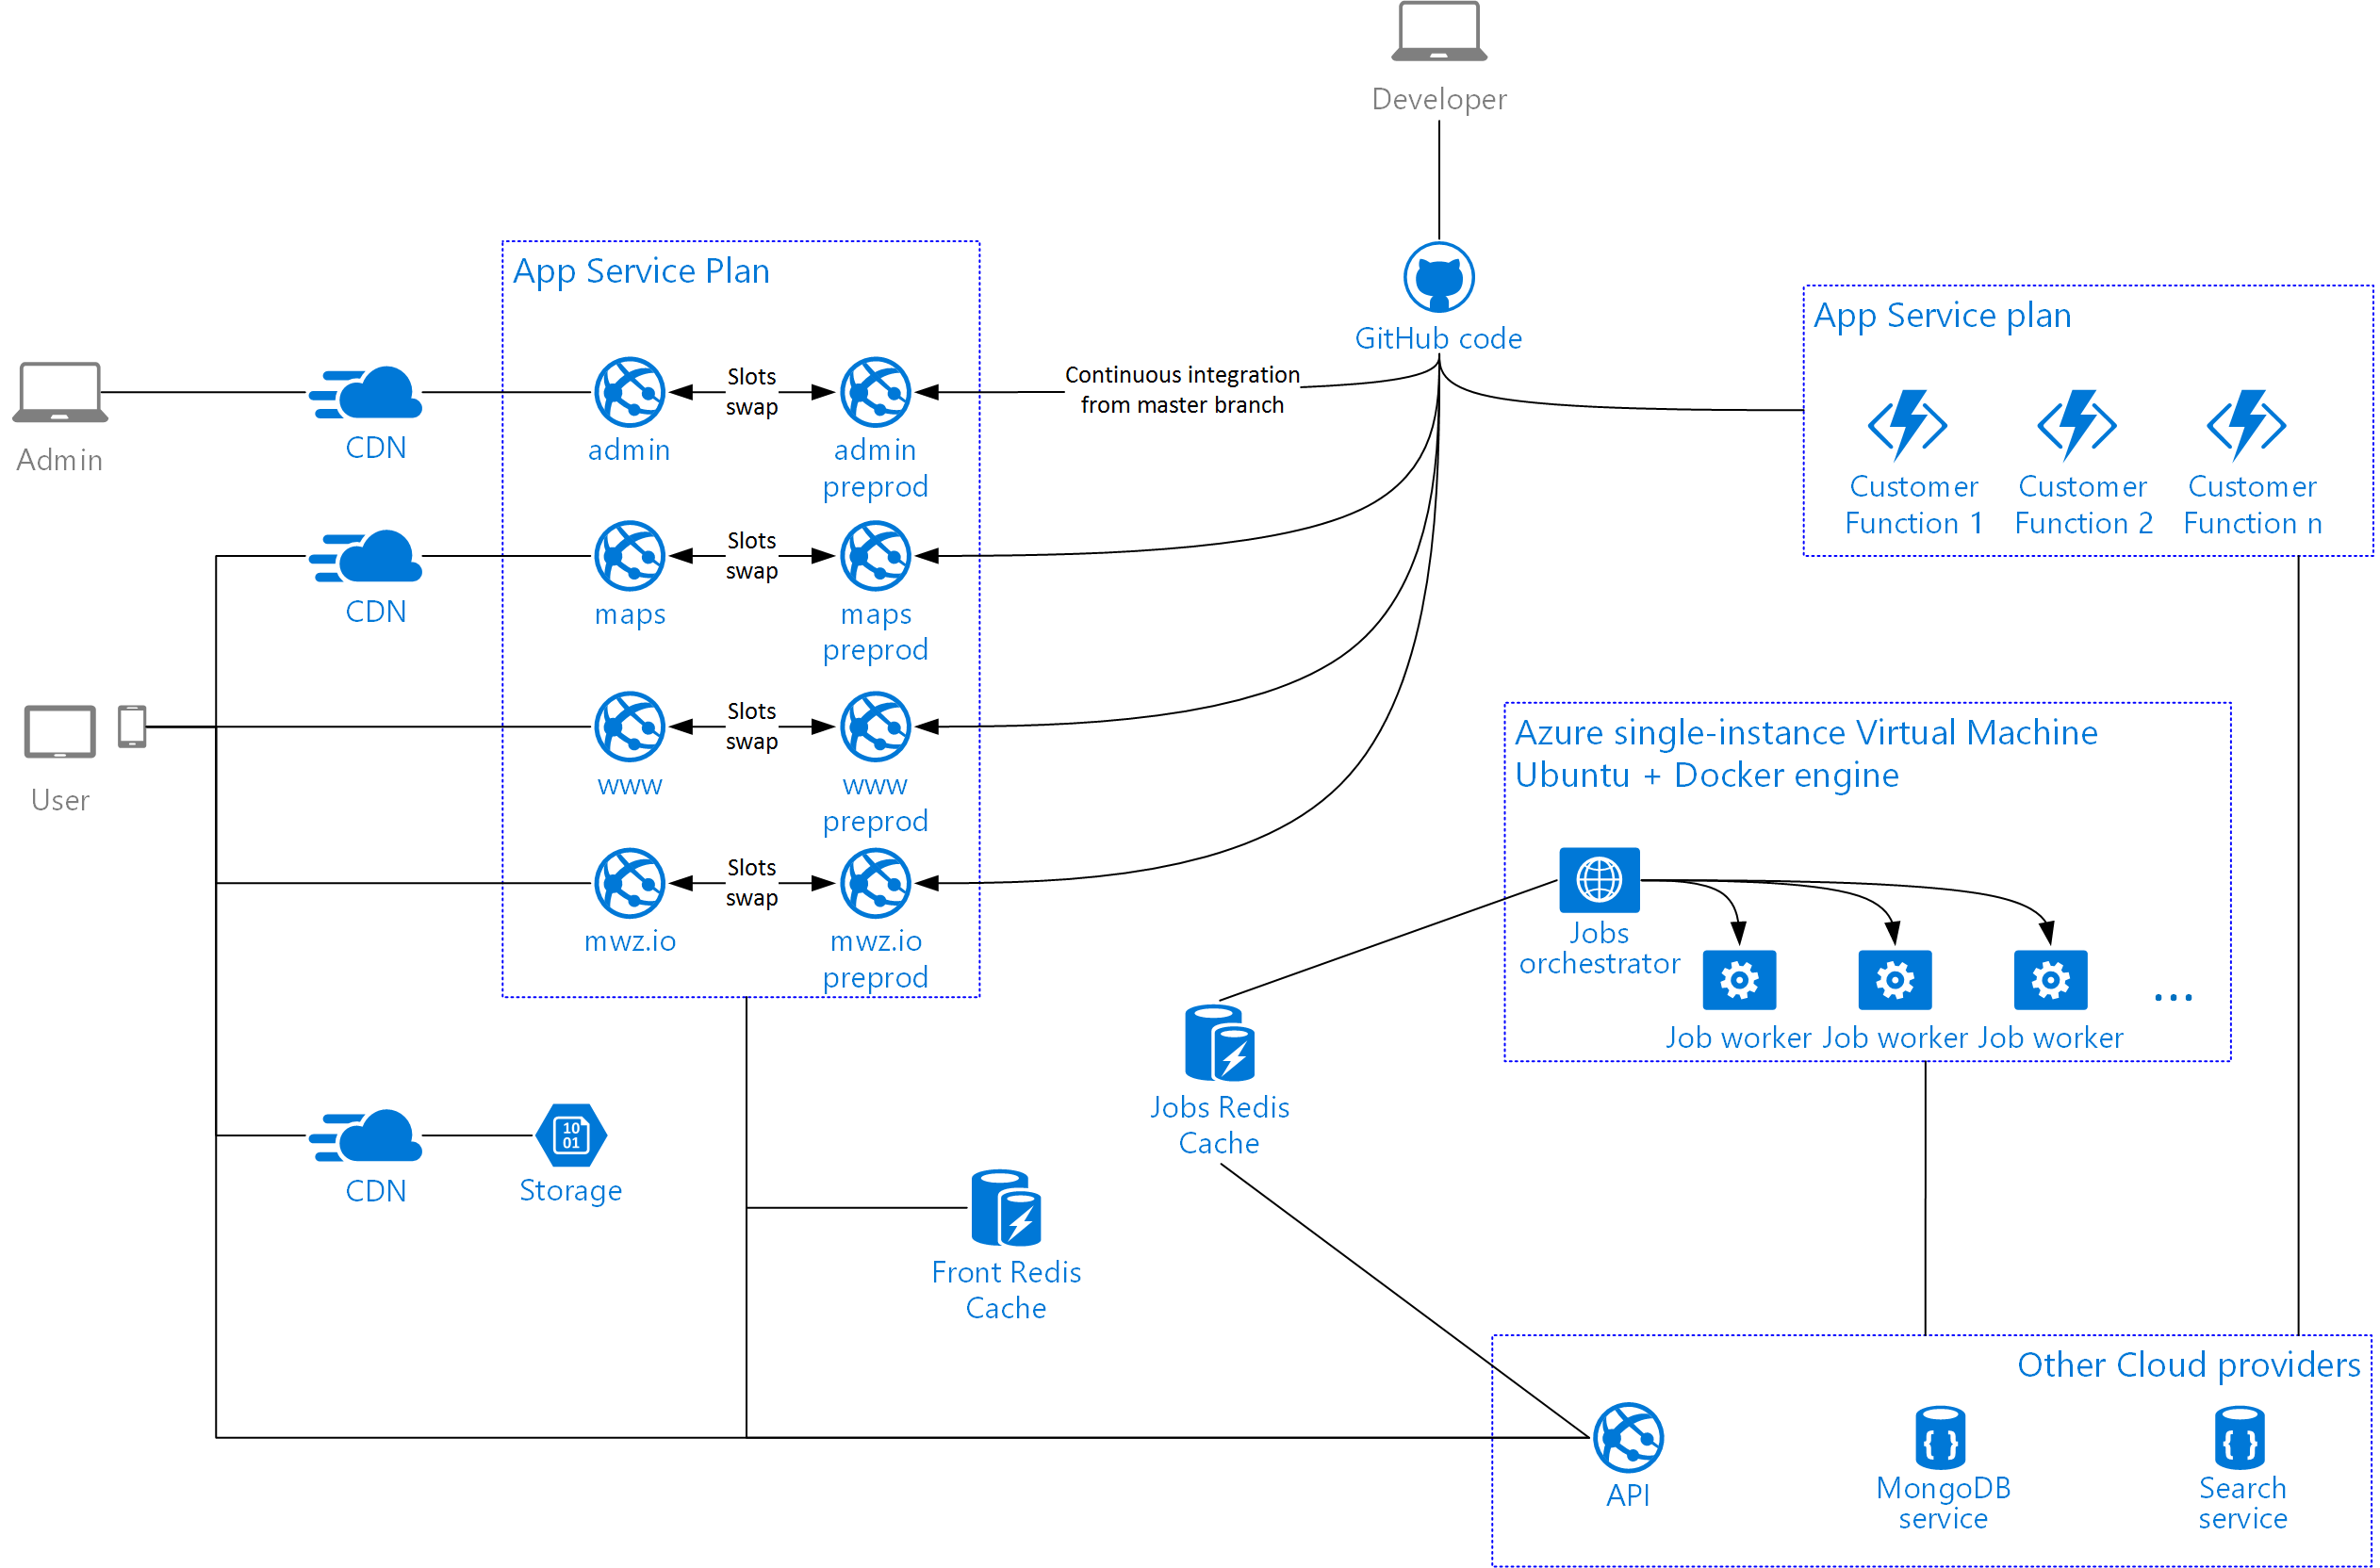 Developer
GitHub code
App Service Plan
App Service plan
Admin
CDN
admin
Slots
swap
admin
preprod
Continuous integration
from master branch
Customer
Function 1
Customer
Function 2
Customer
Function n
CDN
maps
Slots
swap
maps
preprod
User
www
Slots
swap
www
preprod
mwz.io
Slots
swap
mwz.io
preprod
Azure single-instance Virtual Machine
Ubuntu + Docker engine
Jobs
orchestrator
Job worker
Job worker
Job worker
...
Jobs Redis
Cache
CDN
10
01
Storage
Front Redis
Cache
Other Cloud providers
API
{ }
MongoDB
service
{ }
Search
service